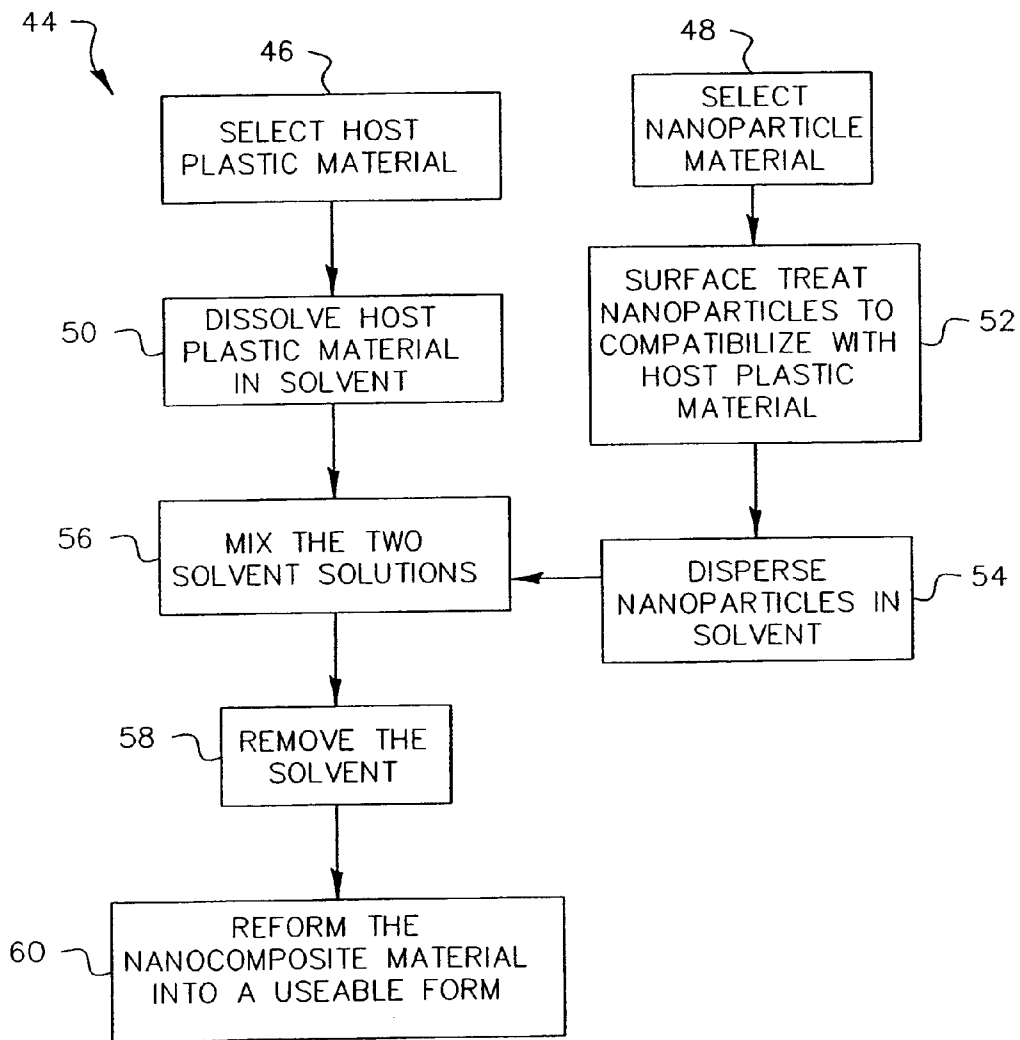 44
46
SELECT HOST
PLASTIC MATERIAL
48
SELECT
NANOPARTICLE
MATERIAL
50
DISSOLVE HOST
PLASTIC MATERIAL
IN SOLVENT
SURFACE TREAT
NANOPARTICLES TO
COMPATIBILIZE WITH
HOST PLASTIC
MATERIAL
52
56
MIX THE TWO
SOLVENT SOLUTIONS
DISPERSE
NANOPARTICLES IN
SOLVENT
54
58
REMOVE THE
SOLVENT
60
REFORM THE
NANOCOMPOSITE MATERIAL
INTO A USEABLE FORM